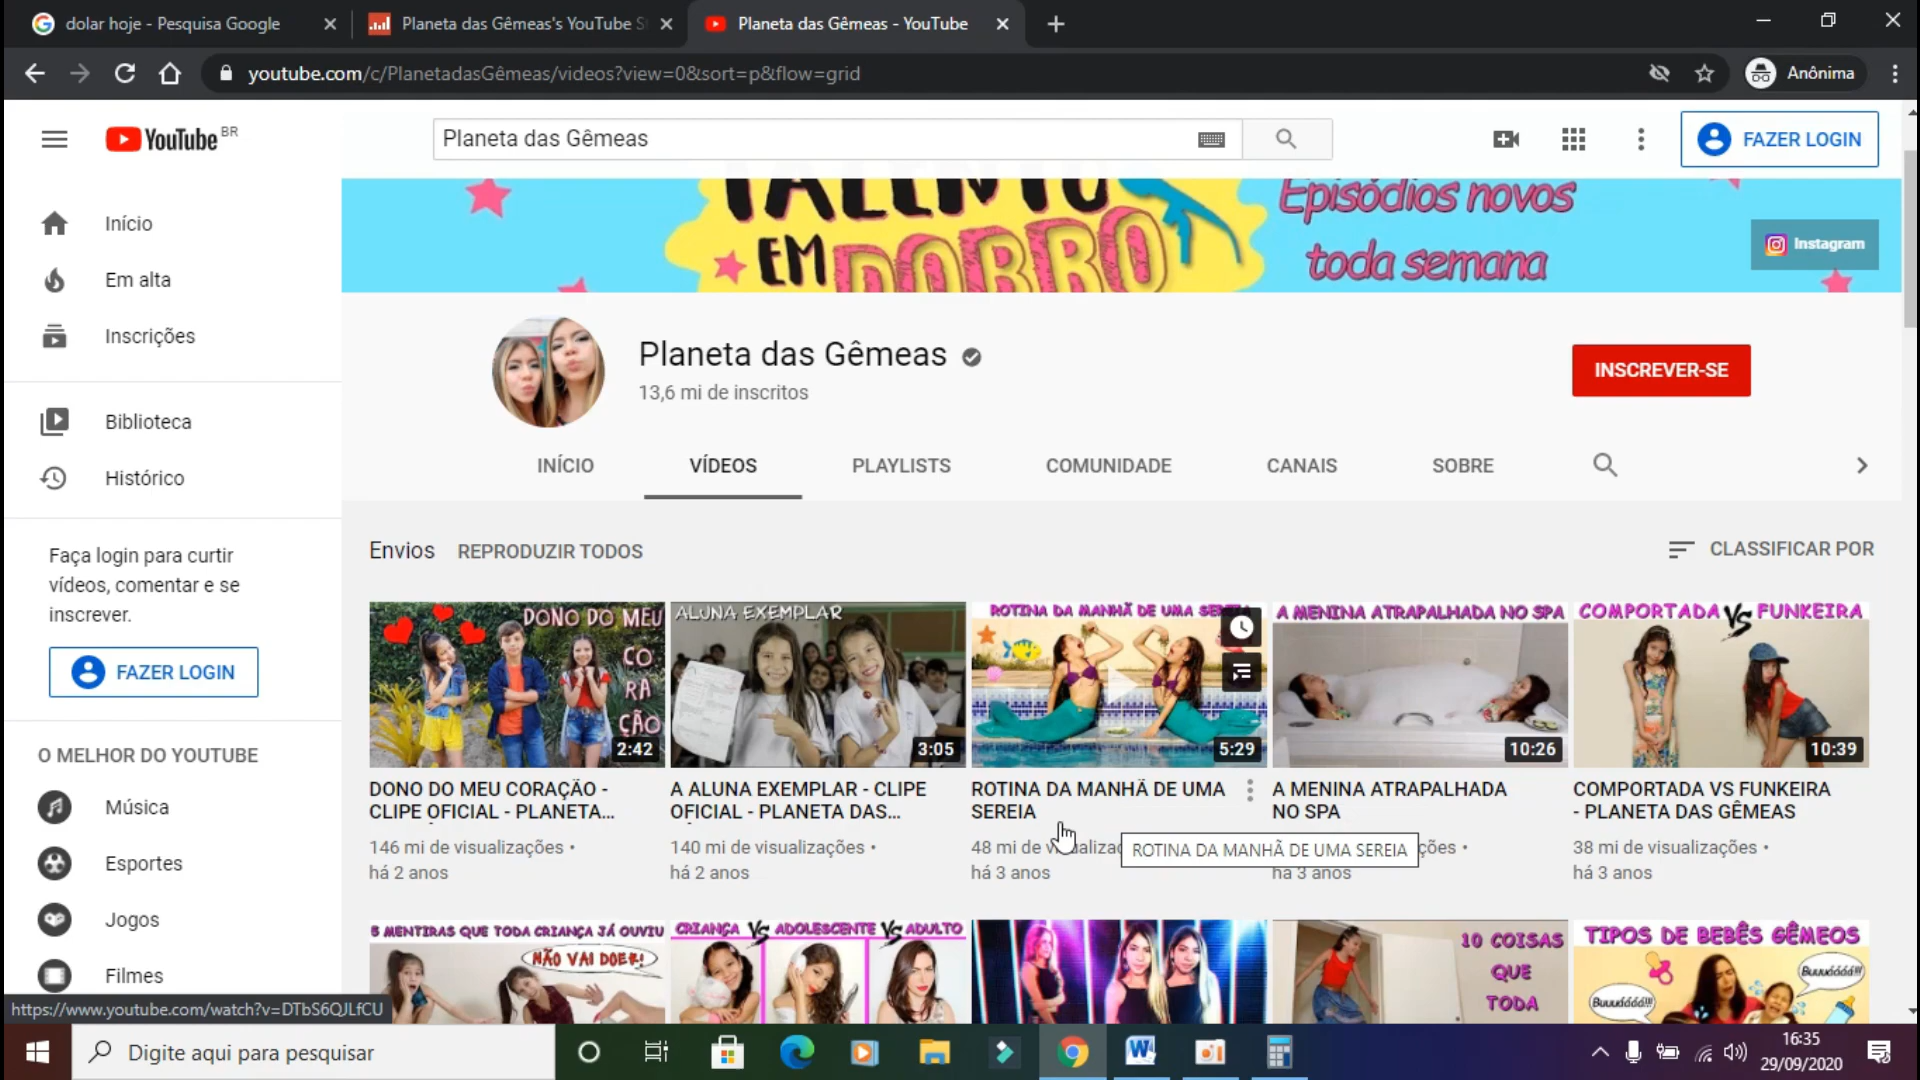 dolar hoje - Pesquisa Google
Planeta das Gêmeas's YouTube S
Planeta das Gêmeas - YouTube
youtube.com/c/PlanetadasGêmeas/videos?view=0&sort=p&flow=grid
Anônima
YouTube BR
Planeta das Gêmeas
FAZER LOGIN
TALENTO
EM DOBRO
Episódios novos
toda semana
Instagram
Início
Em alta
Inscrições
Biblioteca
Histórico
Faça login para curtir
vídeos, comentar e se
inscrever.
FAZER LOGIN
O MELHOR DO YOUTUBE
Música
Esportes
Jogos
Filmes
Planeta das Gêmeas
13,6 mi de inscritos
INSCREVER-SE
INÍCIO
VÍDEOS
PLAYLISTS
COMUNIDADE
CANAIS
SOBRE
Envios
REPRODUZIR TODOS
CLASSIFICAR POR
DONO DO MEU
CO
RA
ÇÃO
2:42
DONO DO MEU CORAÇÃO -
CLIPE OFICIAL - PLANETA...
146 mi de visualizações •
há 2 anos
ALUNA EXEMPLAR
3:05
A ALUNA EXEMPLAR - CLIPE
OFICIAL - PLANETA DAS...
140 mi de visualizações •
há 2 anos
ROTINA DA MANHÃ DE UMA
5:29
ROTINA DA MANHÃ DE UMA
SEREIA
48 mi de
há 3 anos
ROTINA DA MANHÃ DE UMA SEREIA
A MENINA ATRAPALHADA NO SPA
10:26
A MENINA ATRAPALHADA
NO SPA
ções •
há 3 anos
COMPORTADA VS FUNKEIRA
10:39
COMPORTADA VS FUNKEIRA
- PLANETA DAS GÊMEAS
38 mi de visualizações •
há 3 anos
5 MENTIRAS QUE TODA CRIANÇA JÁ OUVIU
NÃO VAI DOER!
CRIANÇA VS ADOLESCENTE VS ADULTO
10 COISAS
QUE
TODA
TIPOS DE BEBÊS GÊMEOS
Buuuáááá!!!
Buuuáááá!!!
https://www.youtube.com/watch?v=DTbS6QJLfCU
Digite aqui para pesquisar
16:35
29/09/2020